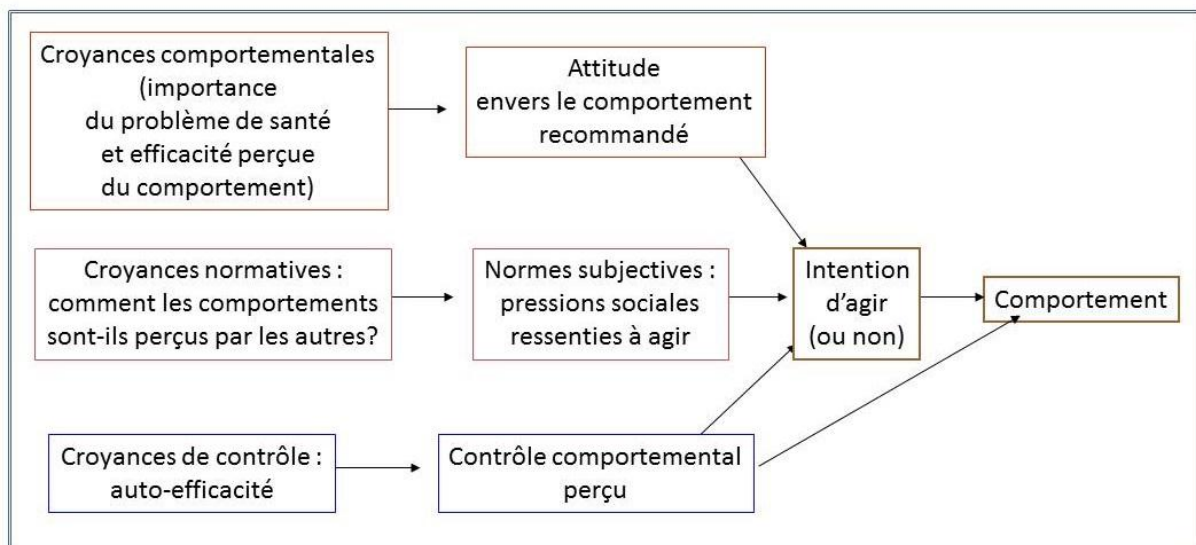 Croyances comportementales
(importance
du problème de santé
et efficacité perçue
du comportement)
Attitude
envers le comportement
recommandé
Croyances normatives :
comment les comportements
sont-ils perçus par les autres?
Normes subjectives :
pressions sociales
ressenties à agir
Intention
d’agir
(ou non)
Comportement
Croyances de contrôle :
auto-efficacité
Contrôle comportemental
perçu